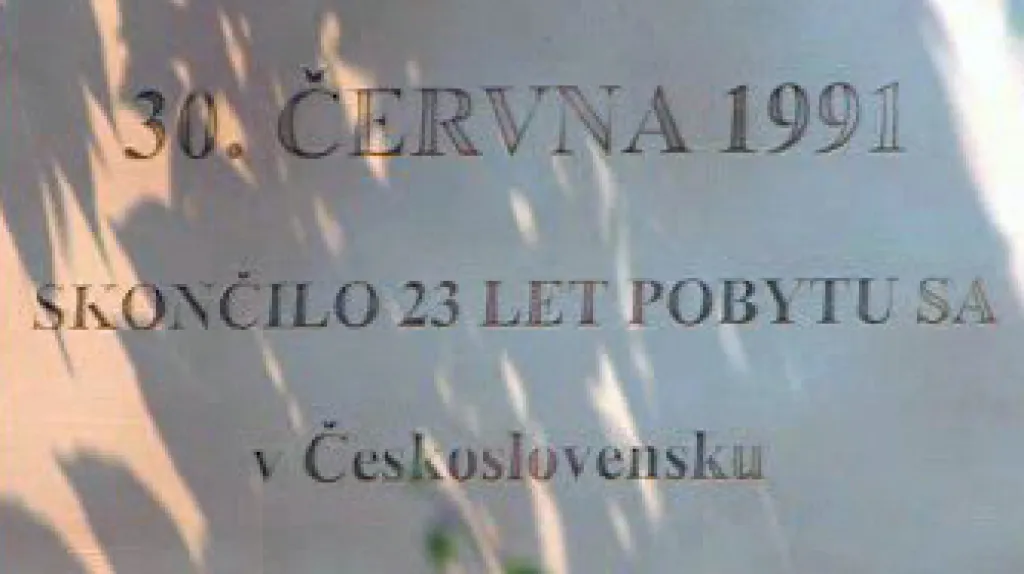 30. ČERVNA 1991
SKONČILO 23 LET POBYTU SA
v Československu